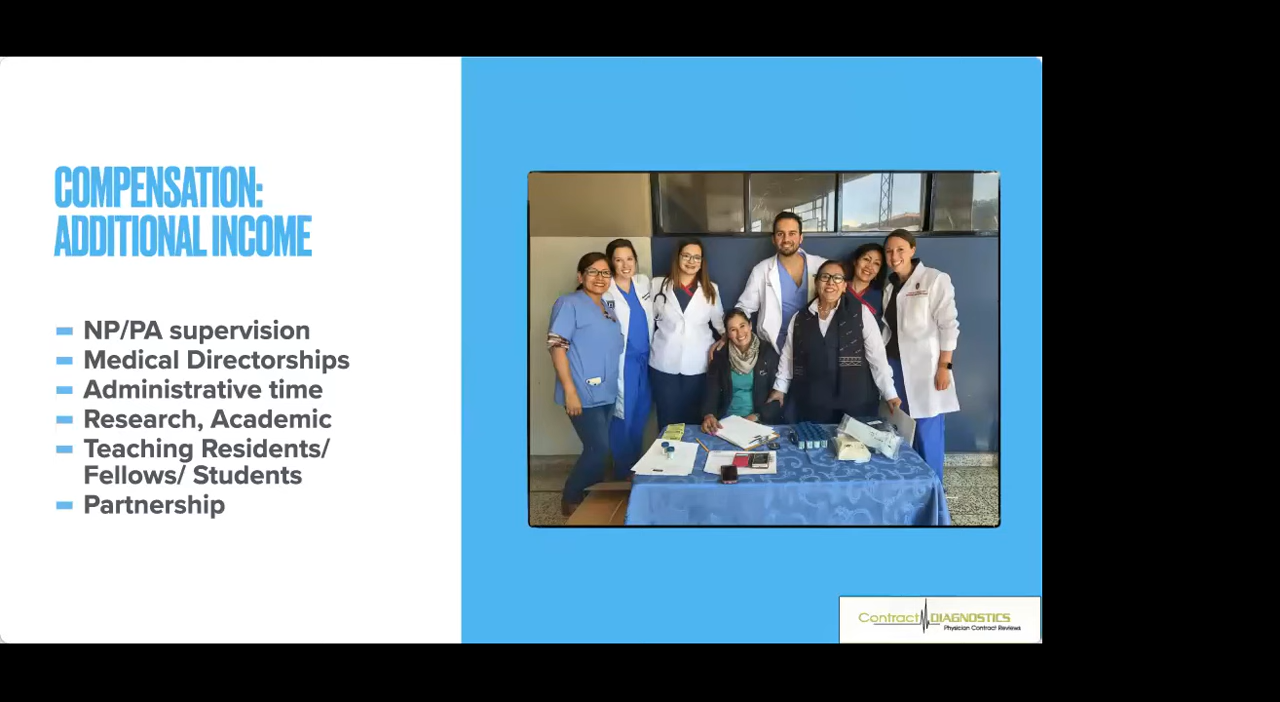 COMPENSATION:
ADDITIONAL INCOME
NP/PA supervision
Medical Directorships
Administrative time
Research, Academic
Teaching Residents/
Fellows/ Students
Partnership
Contract DIAGNOSTICS
Physician Contract Reviews